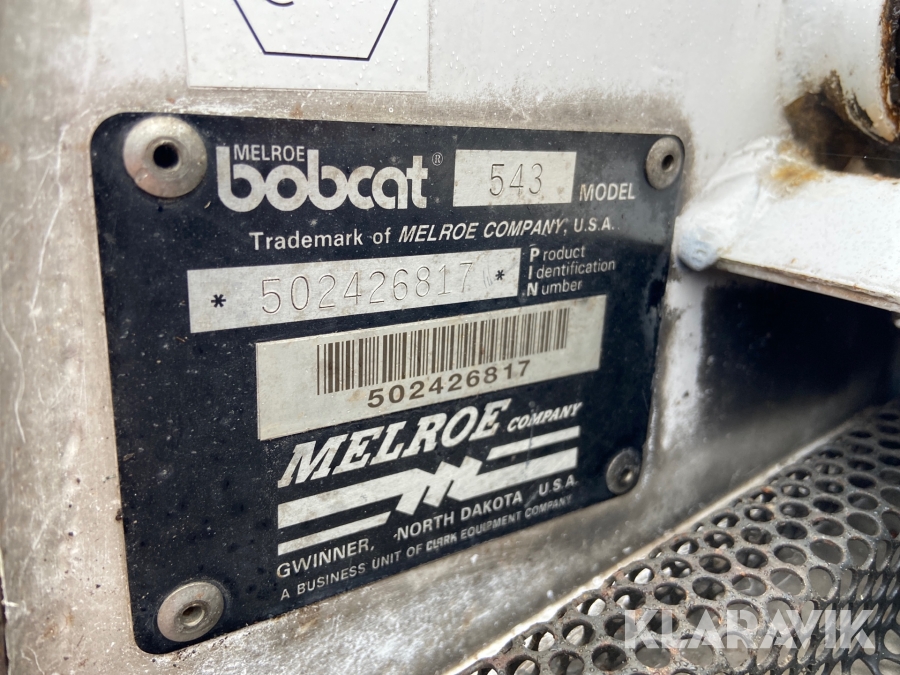 MELROE
bobcat® 543 MODEL
Trademark of MELROE COMPANY, U.S.A.
* 502426817 * Product Identification Number
502426817
MELROE COMPANY
GWINNER, NORTH DAKOTA U.S.A.
A BUSINESS UNIT OF CLARK EQUIPMENT COMPANY
KLARAVIK